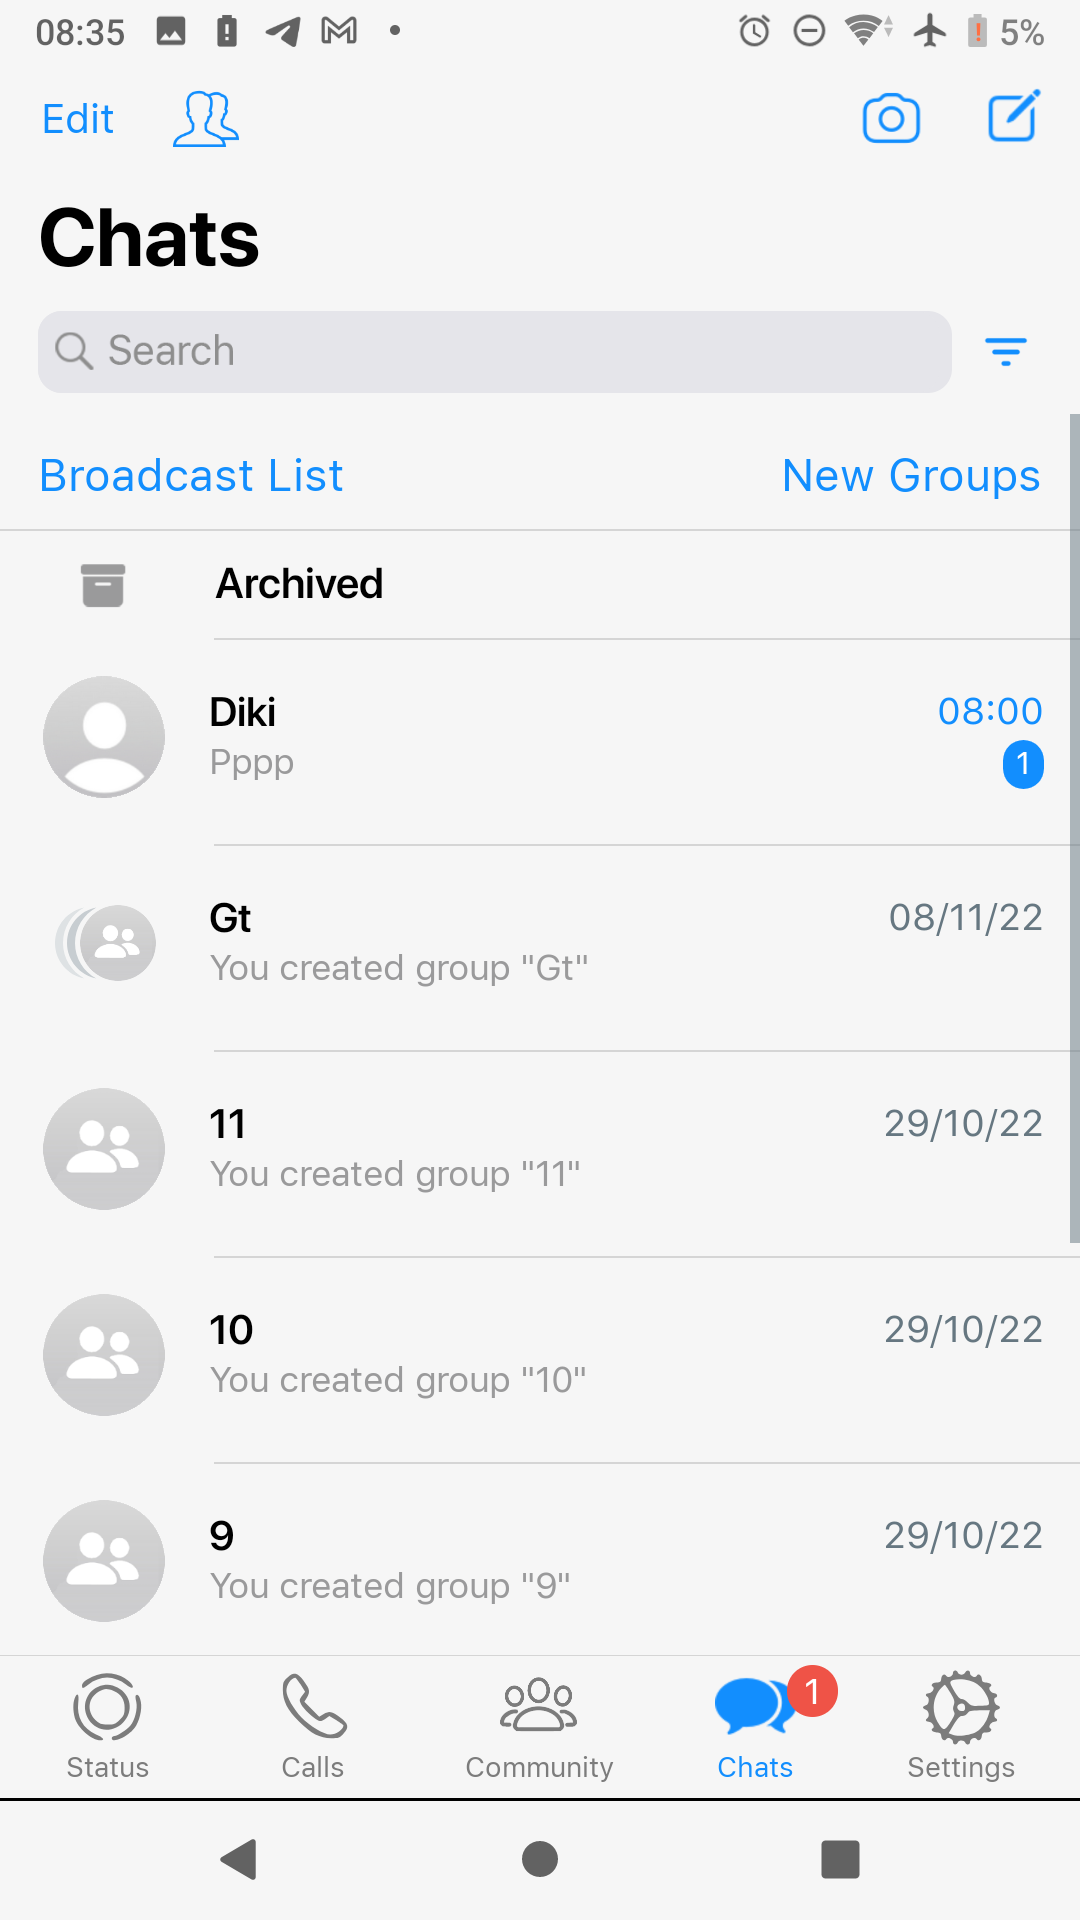 08:35
5%
Edit
Chats
Search
Broadcast List
New Groups
Archived
Diki
08:00
Pppp
1
Gt
08/11/22
You created group "Gt"
11
29/10/22
You created group "11"
10
29/10/22
You created group "10"
9
29/10/22
You created group "9"
1
Status
Calls
Community
Chats
Settings